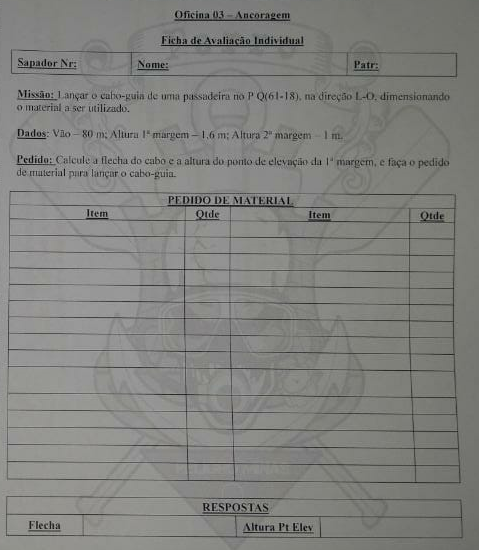 Oficina 03 – Ancoragem
Ficha de Avaliação Individual
Sapador Nr: Nome: Patr:
Missão: Lançar o cabo-guia de uma passadeira no P Q(61-18), na direção L-O, dimensionando
o material a ser utilizado.
Dados: Vão – 80 m; Altura 1ª margem – 1,6 m; Altura 2ª margem – 1 m.
Pedido: Calcule a flecha do cabo e a altura do ponto de elevação da 1ª margem, e faça o pedido
de material para lançar o cabo-guia.
PEDIDO DE MATERIAL
Item Qtde Item Qtde
RESPOSTAS
Flecha Altura Pt Elev